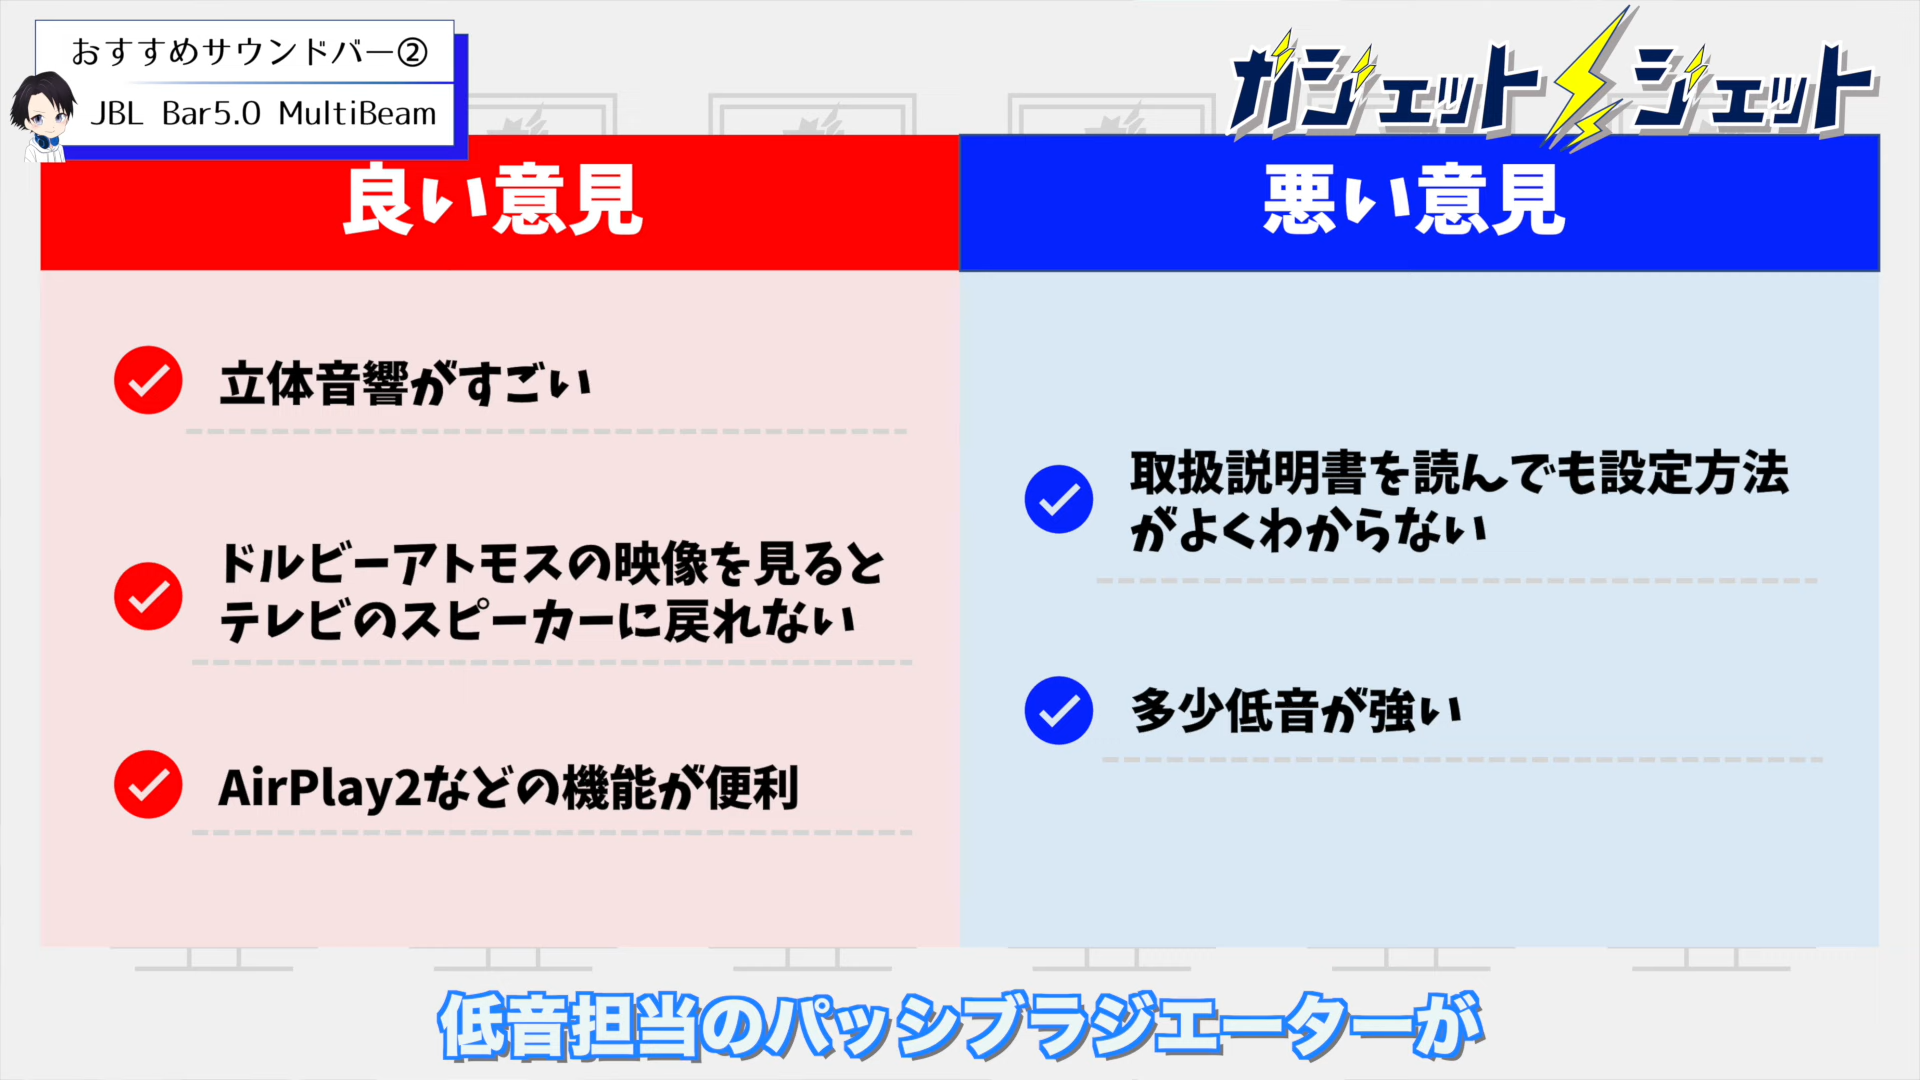 おすすめサウンドバー②
JBL Bar5.0 MultiBeam
ガジェットジェット
良い意見
悪い意見
立体音響がすごい
ドルビーアトモスの映像を見ると
テレビのスピーカーに戻れない
AirPlay2などの機能が便利
取扱説明書を読んでも設定方法
がよくわからない
多少低音が強い
低音担当のパッシブラジエーターが